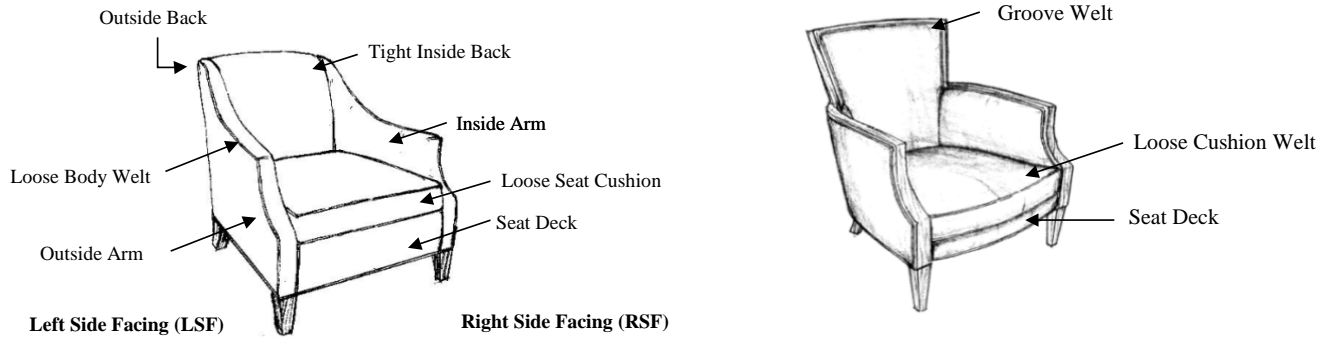 Outside Back
Tight Inside Back
Inside Arm
Loose Body Welt
Loose Seat Cushion
Seat Deck
Outside Arm
Left Side Facing (LSF)
Right Side Facing (RSF)
Groove Welt
Loose Cushion Welt
Seat Deck